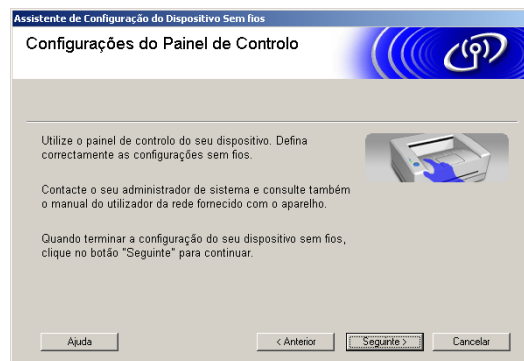 Assistente de Configuração do Dispositivo Sem fios
Configurações do Painel de Controlo
Utilize o painel de controlo do seu dispositivo. Defina
correctamente as configurações sem fios.
Contacte o seu administrador de sistema e consulte também
o manual do utilizador da rede fornecido com o aparelho.
Quando terminar a configuração do seu dispositivo sem fios,
clique no botão "Seguinte" para continuar.
Ajuda
< Anterior
Seguinte >
Cancelar